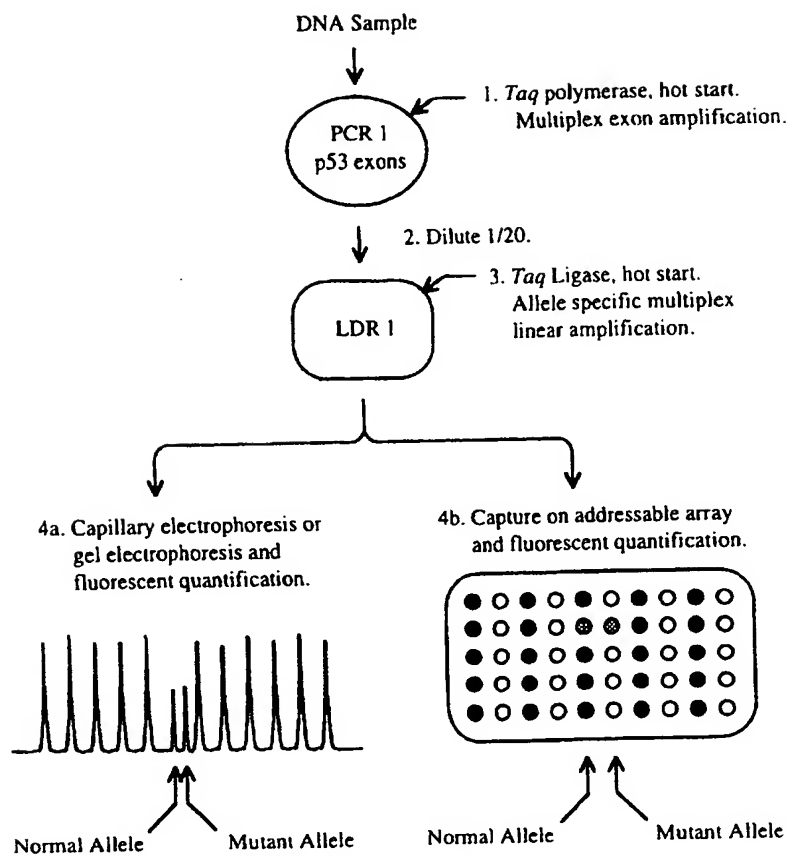 DNA Sample
1. Taq polymerase, hot start.
Multiplex exon amplification.
PCR 1
p53 exons
2. Dilute 1/20.
3. Taq Ligase, hot start.
Allele specific multiplex
linear amplification.
LDR 1
4a. Capillary electrophoresis or
gel electrophoresis and
fluorescent quantification.
4b. Capture on addressable array
and fluorescent quantification.
Normal Allele
Mutant Allele
Normal Allele
Mutant Allele